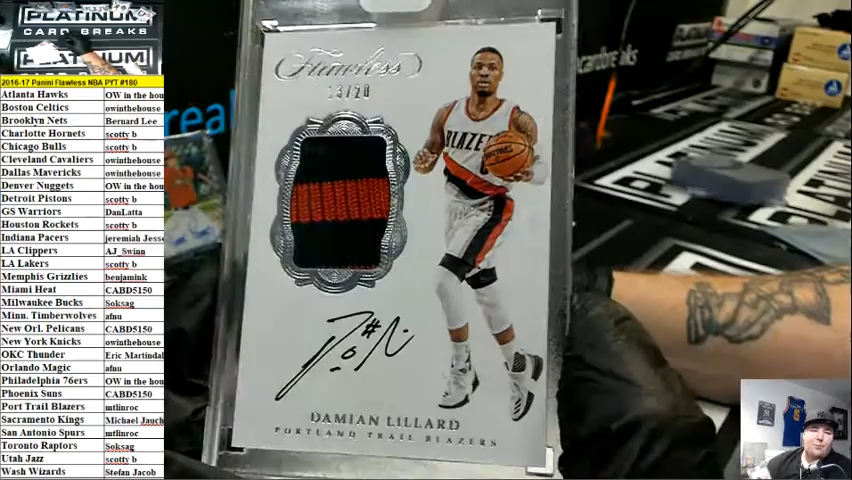 PLATINUM
CARD BREAKS
PLATINUM
CARD BREAKS
2016-17 Panini Flawless NBA PYT #180
Atlanta Hawks OW in the hou
Boston Celtics owinthehouse
Brooklyn Nets Bernard Lee
Charlotte Hornets scotty b
Chicago Bulls scotty b
Cleveland Cavaliers owinthehouse
Dallas Mavericks owinthehouse
Denver Nuggets OW in the hou
Detroit Pistons scotty b
GS Warriors DanLatta
Houston Rockets scotty b
Indiana Pacers jeremiah Jesse
LA Clippers AJ_Swinn
LA Lakers scotty b
Memphis Grizzlies benjamink
Miami Heat CABD5150
Milwaukee Bucks Soksag
Minn. Timberwolves afnu
New Orl. Pelicans CABD5150
New York Knicks owinthehouse
OKC Thunder Eric Martindal
Orlando Magic afnu
Philadelphia 76ers OW in the hou
Phoenix Suns CABD5150
Port Trail Blazers mtlinroc
Sacramento Kings Michael Jauch
San Antonio Spurs mtlinroc
Toronto Raptors Soksag
Utah Jazz scotty b
Wash Wizards Stefan Jacob
Flawless
13/20
BLAZE
DAMIAN LILLARD
PORTLAND TRAIL BLAZERS
cardbreaks